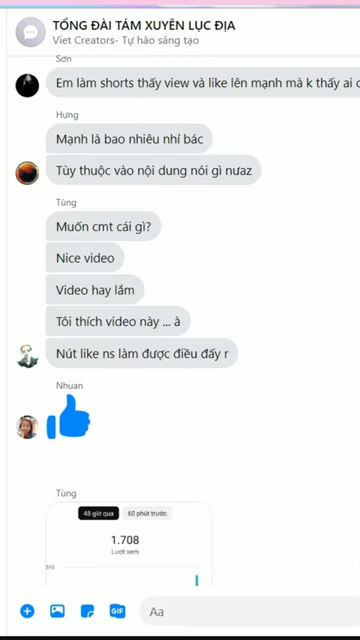 TỔNG ĐÀI TÁM XUYÊN LỤC ĐỊA
Viet Creators- Tự hào sáng tạo
Sơn
Em làm shorts thấy view và like lên mạnh mà k thấy ai c
Hưng
Mạnh là bao nhiêu nhỉ bác
Tùy thuộc vào nội dung nói gì nưaz
Tùng
Muốn cmt cái gì?
Nice video
Video hay lắm
Tôi thích video này ... à
Nút like ns làm được điều đấy r
Nhuan
Tùng
48 giờ qua 60 phút trước
1.708
Lượt xem
513
GIF
Aa